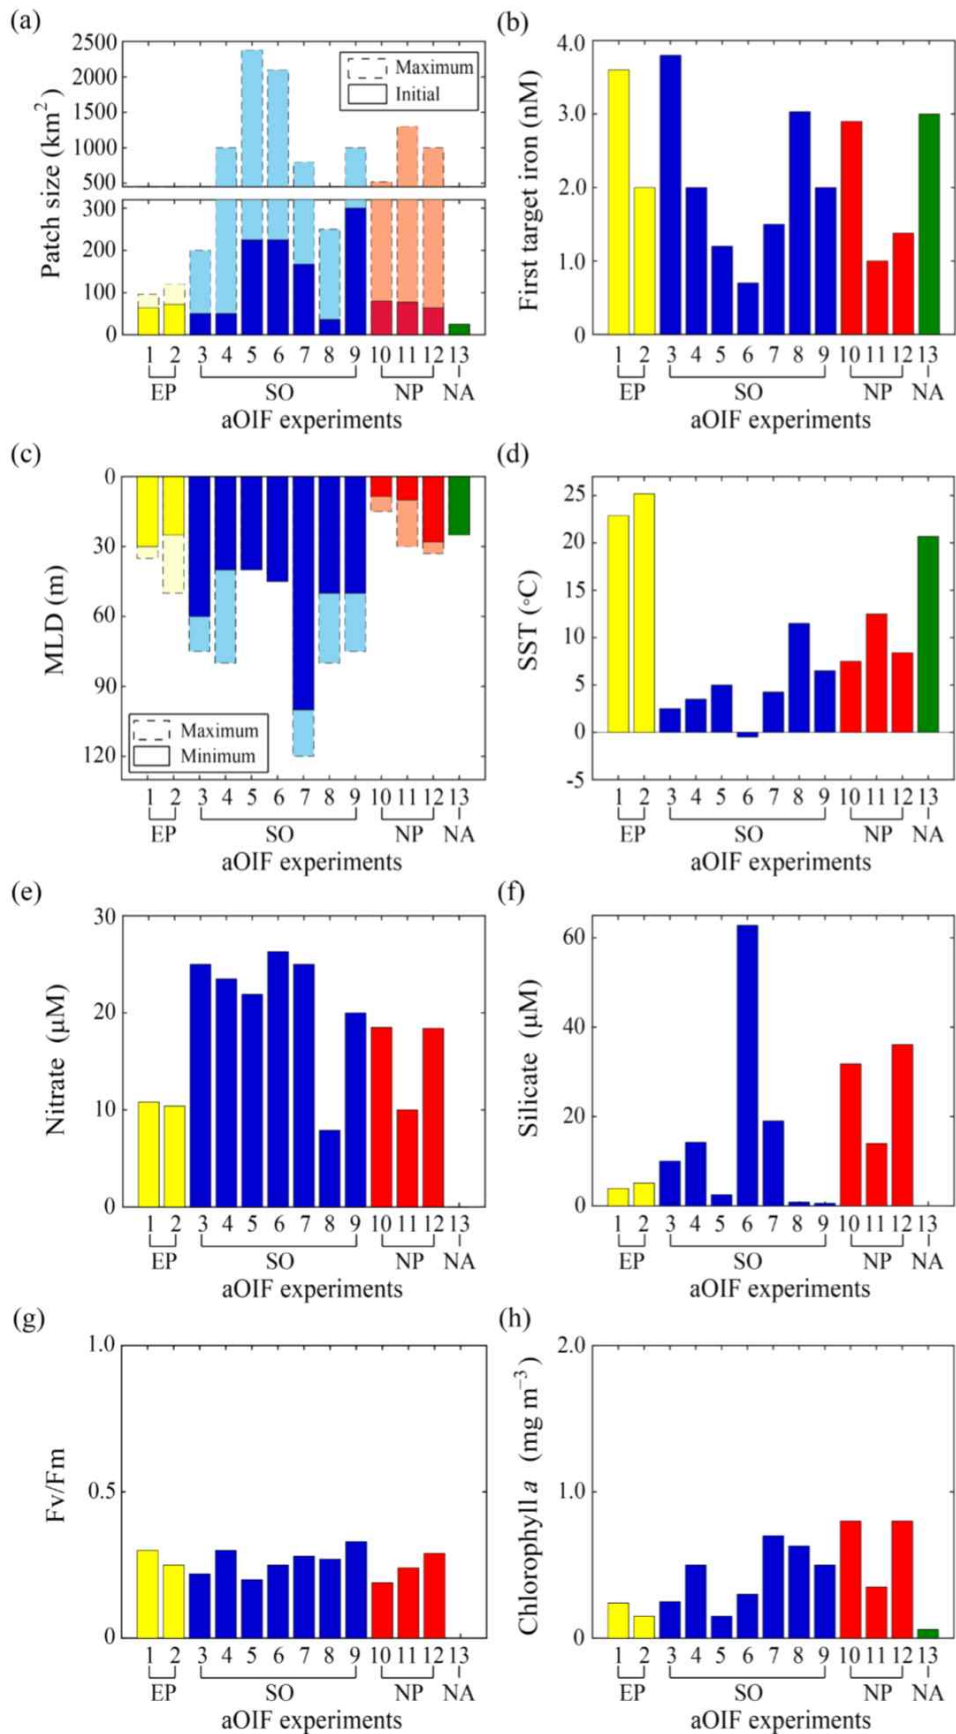 (a)
Patch size (km²)
2500
2000
1000
500
300
200
100
0
Maximum
Initial
1 2 3 4 5 6 7 8 9 10 11 12 13
EP SO NP NA
aOIF experiments
(b)
First target iron (nM)
4.0
3.0
2.0
1.0
0
1 2 3 4 5 6 7 8 9 10 11 12 13
EP SO NP NA
aOIF experiments
(c)
MLD (m)
0
30
60
90
120
Maximum
Minimum
1 2 3 4 5 6 7 8 9 10 11 12 13
EP SO NP NA
aOIF experiments
(d)
SST (°C)
25
20
15
10
5
0
-5
1 2 3 4 5 6 7 8 9 10 11 12 13
EP SO NP NA
aOIF experiments
(e)
Nitrate (μM)
30
20
10
0
1 2 3 4 5 6 7 8 9 10 11 12 13
EP SO NP NA
aOIF experiments
(f)
Silicate (μM)
60
40
20
0
1 2 3 4 5 6 7 8 9 10 11 12 13
EP SO NP NA
aOIF experiments
(g)
Fv/Fm
1.0
0.5
0
1 2 3 4 5 6 7 8 9 10 11 12 13
EP SO NP NA
aOIF experiments
(h)
Chlorophyll a (mg m⁻³)
2.0
1.0
0
1 2 3 4 5 6 7 8 9 10 11 12 13
EP SO NP NA
aOIF experiments